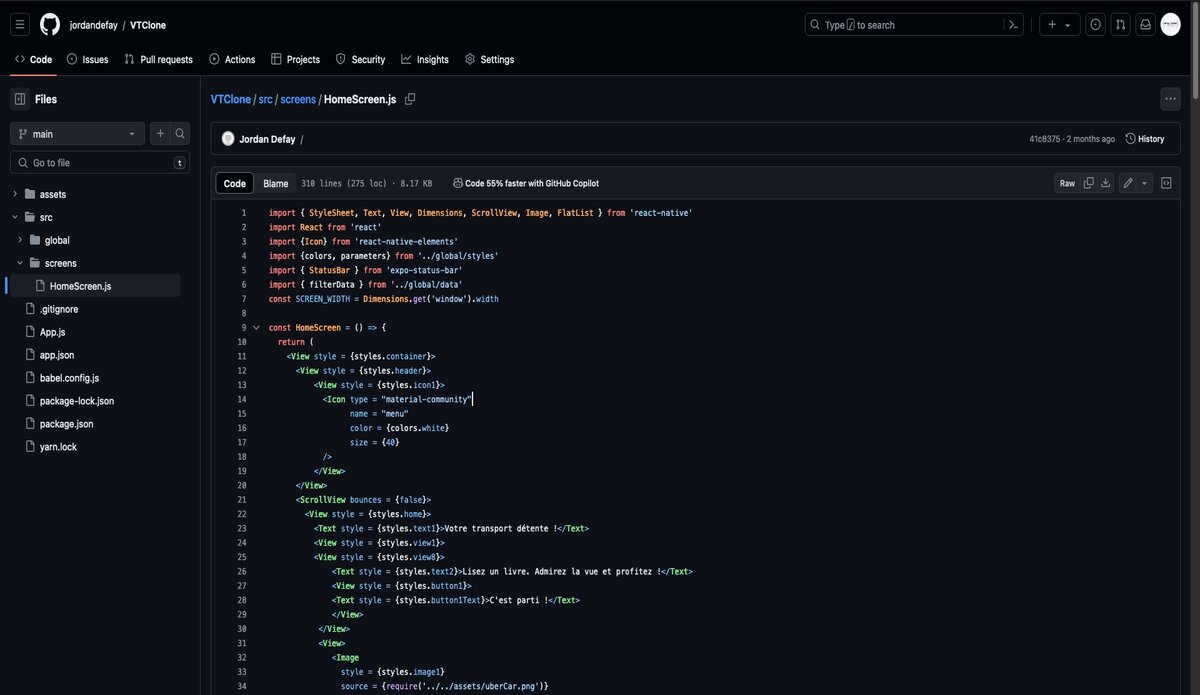 jordandefay / VTClone
Type / to search
Code Issues Pull requests Actions Projects Security Insights Settings
Files
main
Go to file t
assets
src
global
screens
HomeScreen.js
.gitignore
App.js
app.json
babel.config.js
package-lock.json
package.json
yarn.lock
VTClone / src / screens / HomeScreen.js
Jordan Defay /
41c8375 · 2 months ago History
Code Blame 310 lines (275 loc) · 8.17 KB Code 55% faster with GitHub Copilot Raw
1 import { StyleSheet, Text, View, Dimensions, ScrollView, Image, FlatList } from 'react-native'
2 import React from 'react'
3 import {Icon} from 'react-native-elements'
4 import {colors, parameters} from '../global/styles'
5 import { StatusBar } from 'expo-status-bar'
6 import { filterData } from '../global/data'
7 const SCREEN_WIDTH = Dimensions.get('window').width
8
9 const HomeScreen = () => {
10 return (
11 <View style = {styles.container}>
12 <View style = {styles.header}>
13 <View style = {styles.icon1}>
14 <Icon type = "material-community"
15 name = "menu"
16 color = {colors.white}
17 size = {40}
18 />
19 </View>
20 </View>
21 <ScrollView bounces = {false}>
22 <View style = {styles.home}>
23 <Text style = {styles.text1}>Votre transport détente !</Text>
24 <View style = {styles.view1}>
25 <View style = {styles.view8}>
26 <Text style = {styles.text2}>Lisez un livre. Admirez la vue et profitez !</Text>
27 <View style = {styles.button1}>
28 <Text style = {styles.button1Text}>C'est parti !</Text>
29 </View>
30 </View>
31 <View>
32 <Image
33 style = {styles.image1}
34 source = {require('../../assets/uberCar.png')}